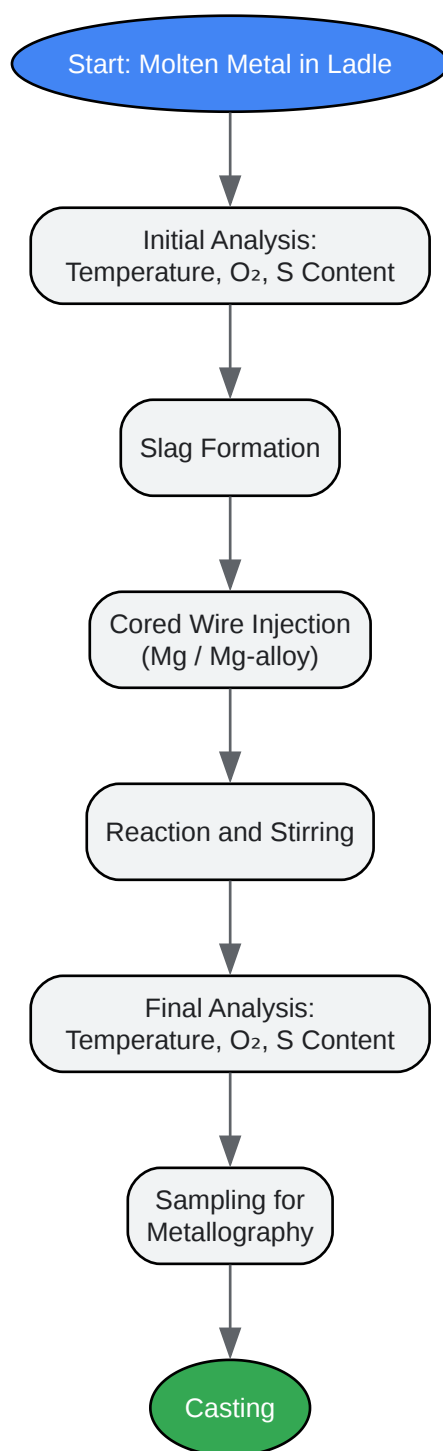 Start: Molten Metal in Ladle
Initial Analysis:
Temperature, O₂, S Content
Slag Formation
Cored Wire Injection
(Mg / Mg-alloy)
Reaction and Stirring
Final Analysis:
Temperature, O₂, S Content
Sampling for
Metallography
Casting